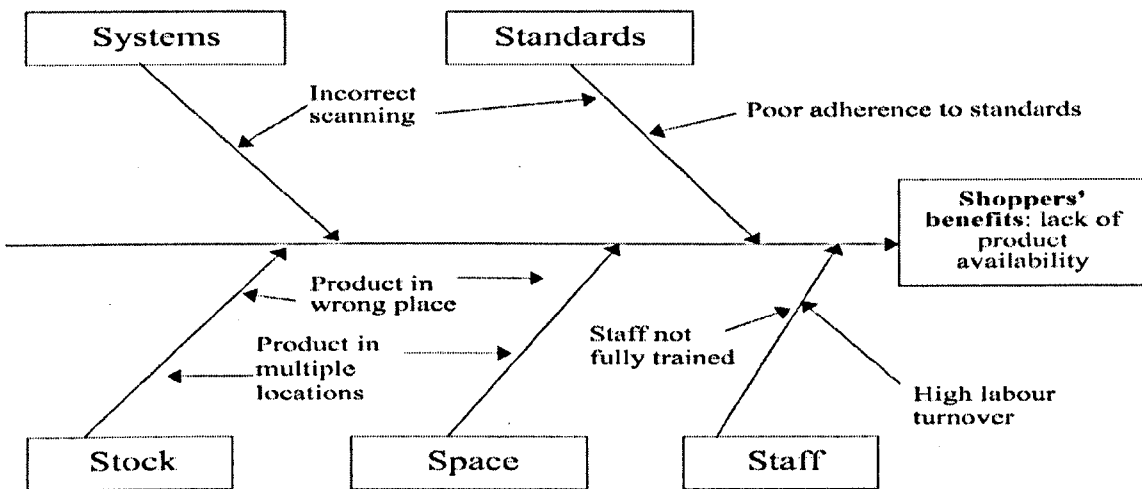 Systems
Standards
Incorrect
scanning
Poor adherence to standards
Shoppers'
benefits: lack of
product
availability
Product in
wrong place
Product in
multiple
locations
Staff not
fully trained
High labour
turnover
Stock
Space
Staff